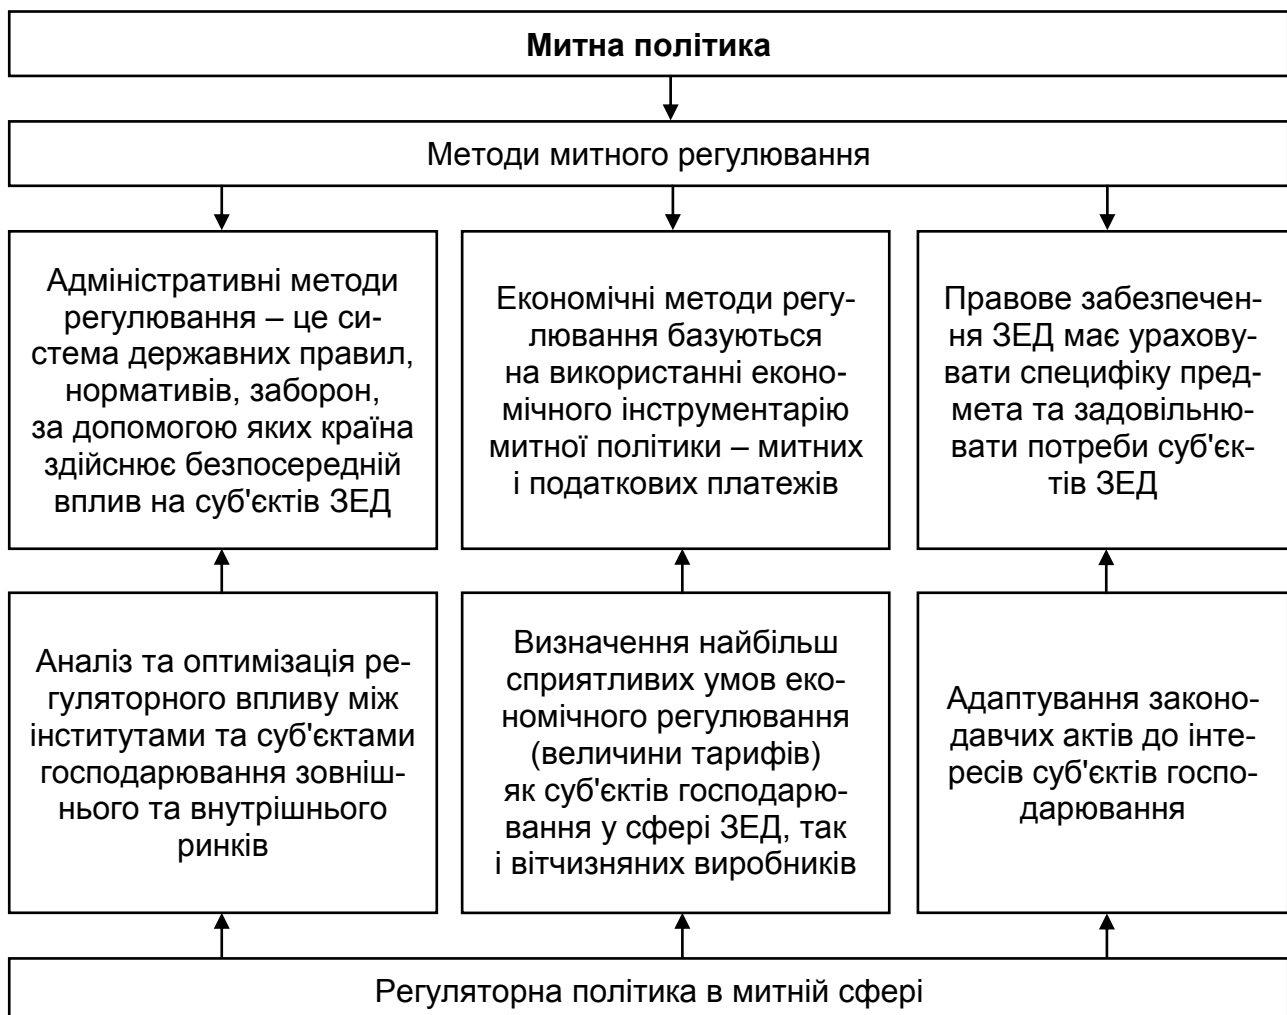 Митна політика
Методи митного регулювання
Адміністративні методи
регулювання – це си-
стема державних правил,
нормативів, заборон,
за допомогою яких країна
здійснює безпосередній
вплив на суб'єктів ЗЕД
Економічні методи регу-
лювання базуються
на використанні еконо-
мічного інструментарію
митної політики – митних
і податкових платежів
Правове забезпечен-
ня ЗЕД має ураховy-
вати специфіку пред-
мета та задовільню-
вати потреби суб'єк-
тів ЗЕД
Аналіз та оптимізація ре-
гуляторного впливу між
інститутами та суб'єктами
господарювання зовніш-
нього та внутрішнього
ринків
Визначення найбільш
сприятливих умов еко-
номічного регулювання
(величини тарифів)
як суб'єктів господарю-
вання у сфері ЗЕД, так
і вітчизняних виробників
Адаптування законо-
давчих актів до інте-
ресів суб'єктів госпо-
дарювання
Регуляторна політика в митній сфері